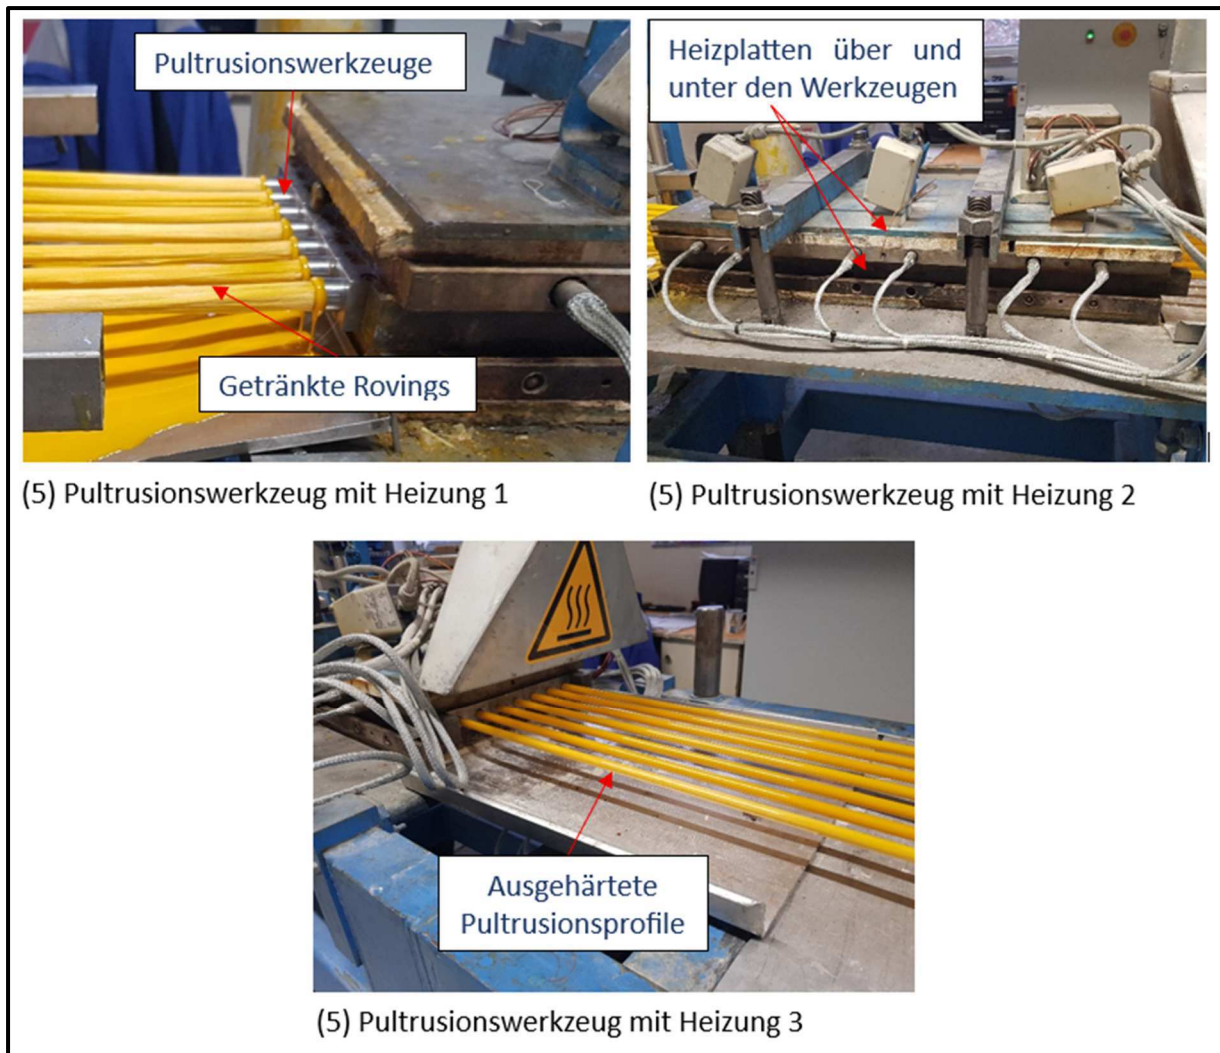 Pultrusionswerkzeuge
Heizplatten über und
unter den Werkzeugen
Getränkte Rovings
(5) Pultrusionswerkzeug mit Heizung 1
(5) Pultrusionswerkzeug mit Heizung 2
Ausgehärtete
Pultrusionsprofile
(5) Pultrusionswerkzeug mit Heizung 3